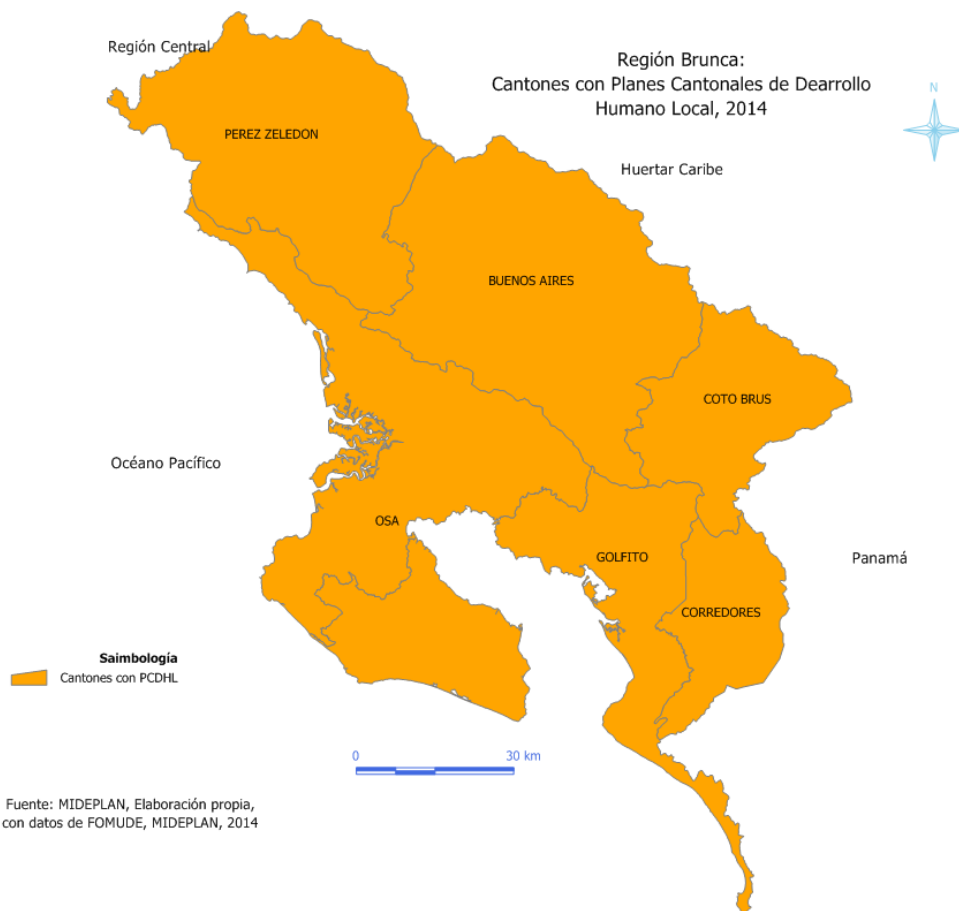 Región Central
Región Brunca:
Cantones con Planes Cantonales de Dearrollo
Humano Local, 2014
N
PEREZ ZELEDON
Huertar Caribe
BUENOS AIRES
COTO BRUS
Océano Pacífico
OSA
GOLFITO
Panamá
CORREDORES
Saimbología
Cantones con PCDHL
0 30 km
Fuente: MIDEPLAN, Elaboración propia,
con datos de FOMUDE, MIDEPLAN, 2014